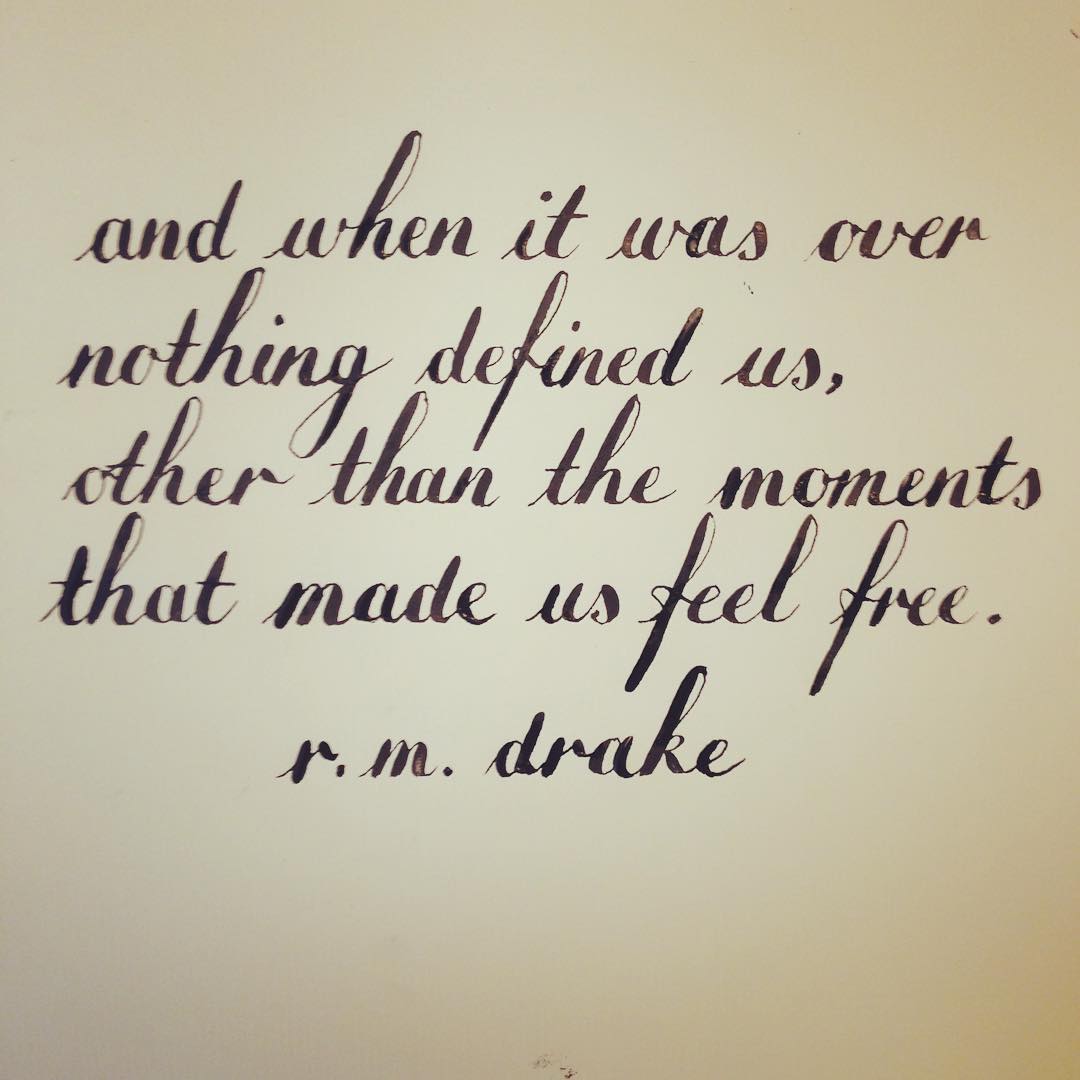 and when it was over
nothing defined us,
other than the moments
that made us feel free.
r. m. drake